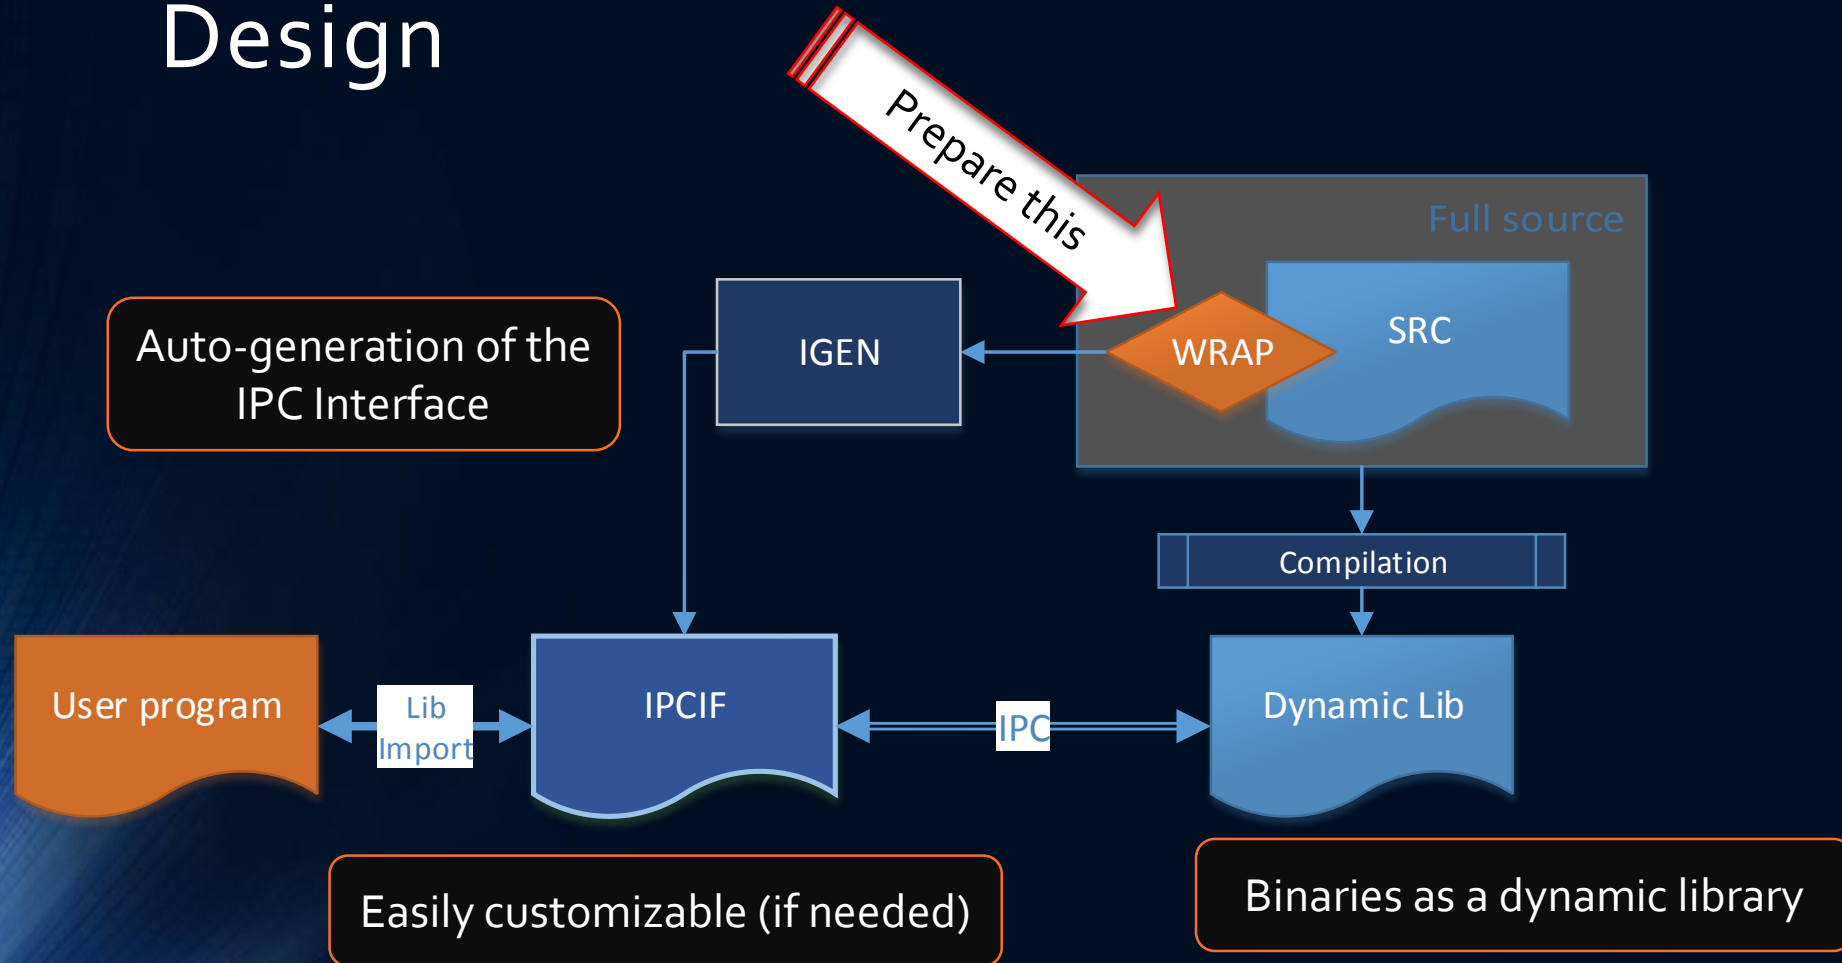 Design
Prepare this
Full source
Auto-generation of the
IPC Interface
IGEN
WRAP
SRC
Compilation
User program
Lib
Import
IPCIF
IPC
Dynamic Lib
Easily customizable (if needed)
Binaries as a dynamic library